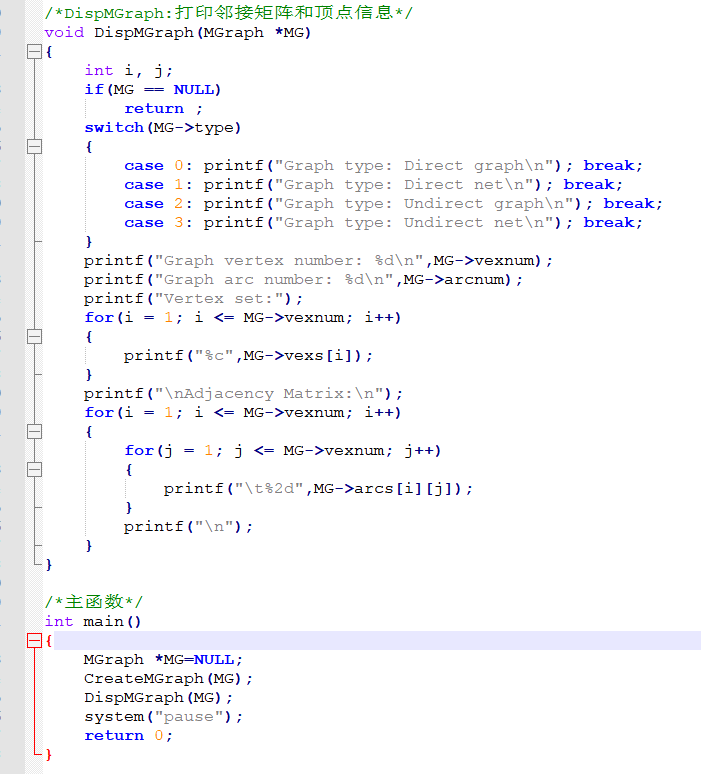 /*DispMGraph:打印邻接矩阵和顶点信息*/
void DispMGraph(MGraph *MG)
{
    int i, j;
    if(MG == NULL)
        return ;
    switch(MG->type)
    {
        case 0: printf("Graph type: Direct graph\n"); break;
        case 1: printf("Graph type: Direct net\n"); break;
        case 2: printf("Graph type: Undirect graph\n"); break;
        case 3: printf("Graph type: Undirect net\n"); break;
    }
    printf("Graph vertex number: %d\n",MG->vexnum);
    printf("Graph arc number: %d\n",MG->arcnum);
    printf("Vertex set:");
    for(i = 1; i <= MG->vexnum; i++)
    {
        printf("%c",MG->vexs[i]);
    }
    printf("\nAdjacency Matrix:\n");
    for(i = 1; i <= MG->vexnum; i++)
    {
        for(j = 1; j <= MG->vexnum; j++)
        {
            printf("\t%2d",MG->arcs[i][j]);
        }
        printf("\n");
    }
}
/*主函数*/
int main()
{
    MGraph *MG=NULL;
    CreateMGraph(MG);
    DispMGraph(MG);
    system("pause");
    return 0;
}